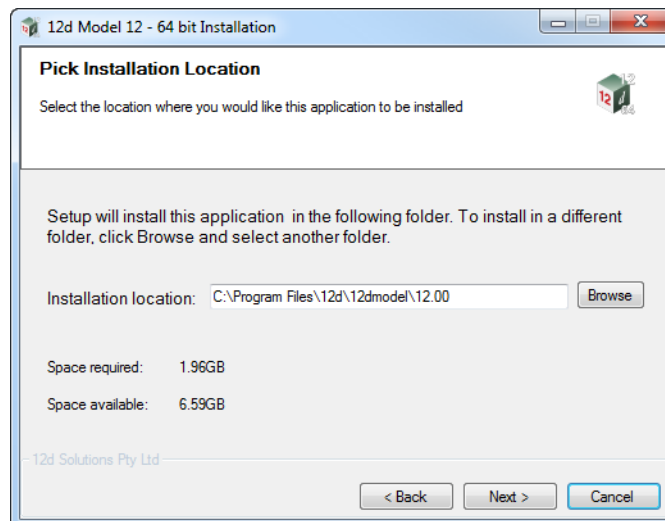 12d Model 12 - 64 bit Installation
Pick Installation Location
Select the location where you would like this application to be installed
12
12 d
64
Setup will install this application in the following folder. To install in a different
folder, click Browse and select another folder.
Installation location: C:\Program Files\12d\12dmodel\12.00 Browse
Space required: 1.96GB
Space available: 6.59GB
12d Solutions Pty Ltd
< Back Next > Cancel